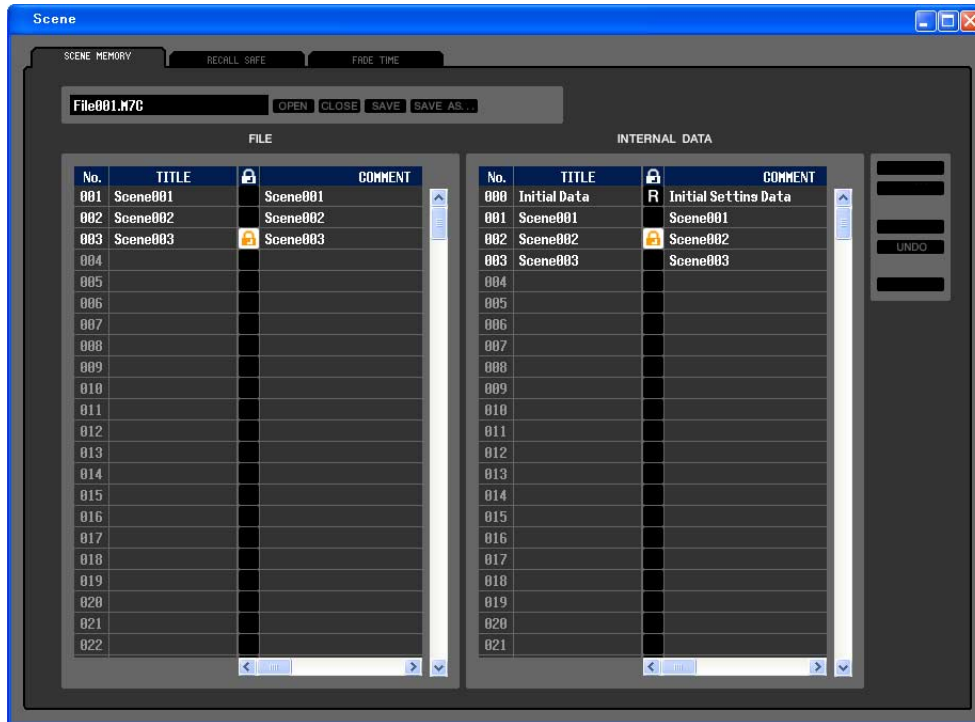 Scene
SCENE MEMORY RECALL SAFE FADE TIME
File001.M7C OPEN CLOSE SAVE SAVE AS...
FILE
No. TITLE COMMENT
001 Scene001 Scene001
002 Scene002 Scene002
003 Scene003 Scene003
004
005
006
007
008
009
010
011
012
013
014
015
016
017
018
019
020
021
022
INTERNAL DATA
No. TITLE COMMENT
000 Initial Data R Initial Setting Data
001 Scene001 Scene001
002 Scene002 Scene002
003 Scene003 Scene003
004
005
006
007
008
009
010
011
012
013
014
015
016
017
018
019
020
021
UNDO